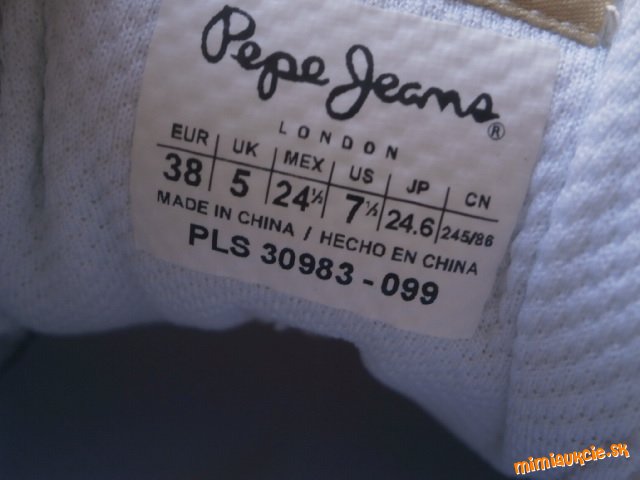 Pepe Jeans®
LONDON
EUR UK MEX US JP CN
38 5 24½ 7½ 24.6 245/86
MADE IN CHINA / HECHO EN CHINA
PLS 30983-099
mimiaukcie.sk